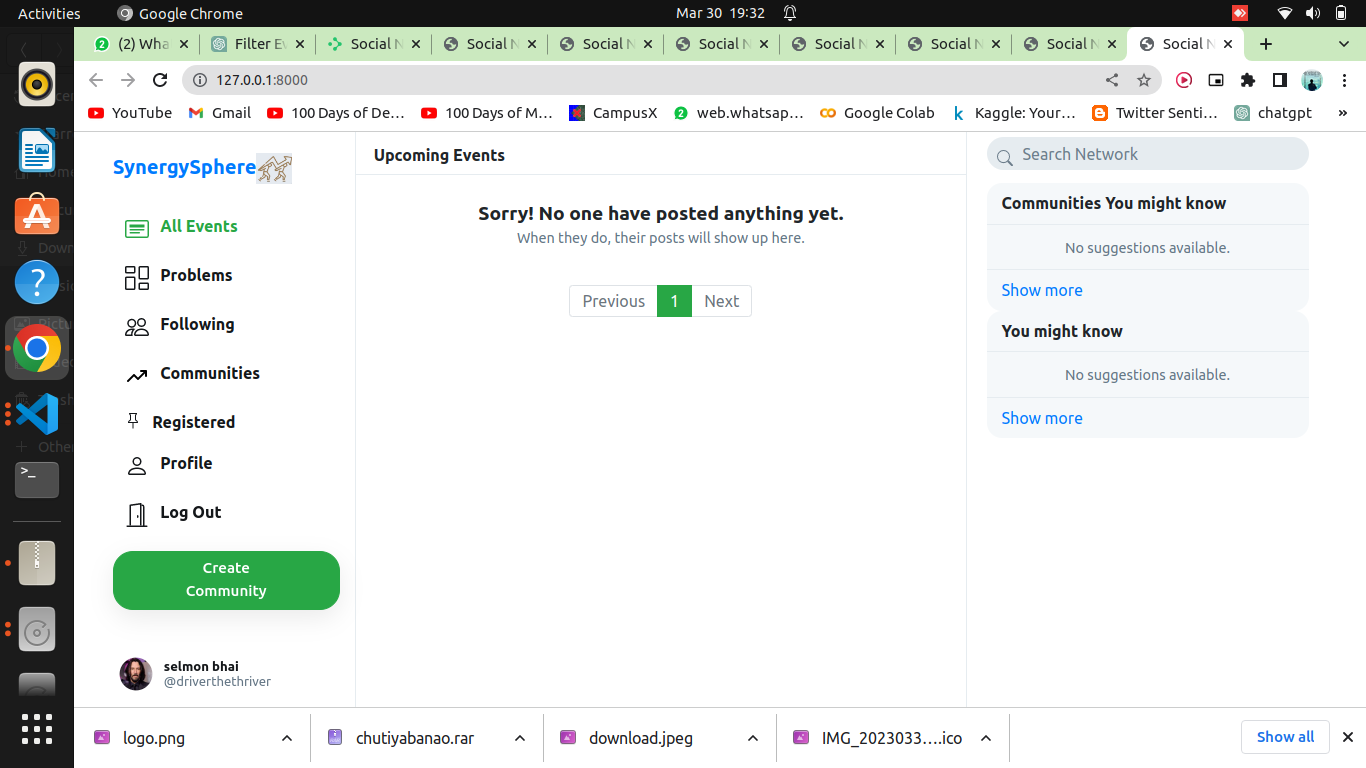 Activities
Google Chrome
Mar 30 19:32
(2) Wha
Filter Ev
Social N
Social N
Social N
Social N
Social N
Social N
Social N
Social N
127.0.0.1:8000
YouTube
Gmail
100 Days of De...
100 Days of M...
CampusX
web.whatsap...
Google Colab
Kaggle: Your...
Twitter Senti...
chatgpt
»
SynergySphere
All Events
Problems
Following
Communities
Registered
Profile
Log Out
Create
Community
selmon bhai
@driverthethriver
Upcoming Events
Sorry! No one have posted anything yet.
When they do, their posts will show up here.
Previous 1 Next
Search Network
Communities You might know
No suggestions available.
Show more
You might know
No suggestions available.
Show more
logo.png
chutiyabanao.rar
download.jpeg
IMG_2023033....ico
Show all